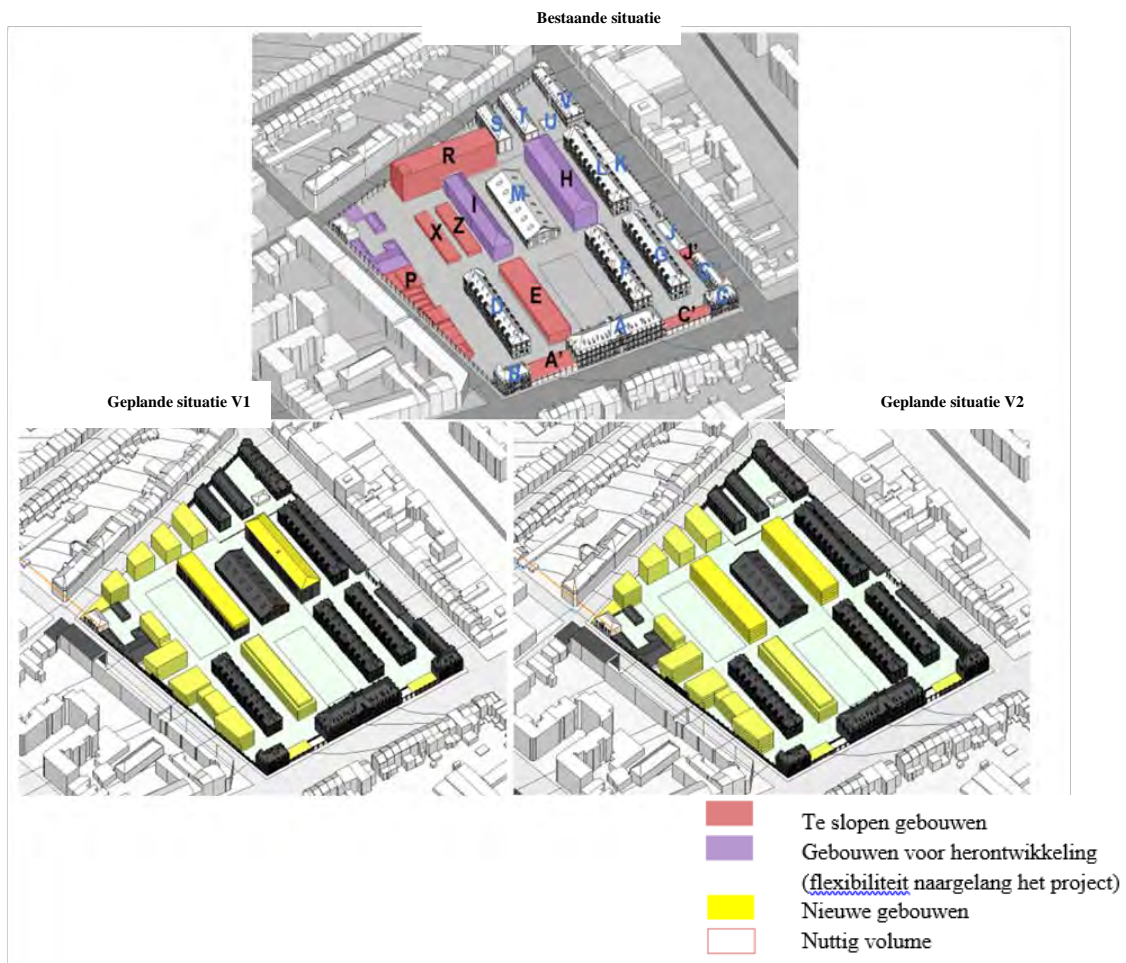 Bestaande situatie
V
T
S
U
R
L
K
H
M
I
X
Z
J
J'
P
F
G
C''
E
D
C
C'
A
A'
B
Geplande situatie V1
Geplande situatie V2
Te slopen gebouwen
Gebouwen voor herontwikkeling
(flexibiliteit naargelang het project)
Nieuwe gebouwen
Nuttig volume